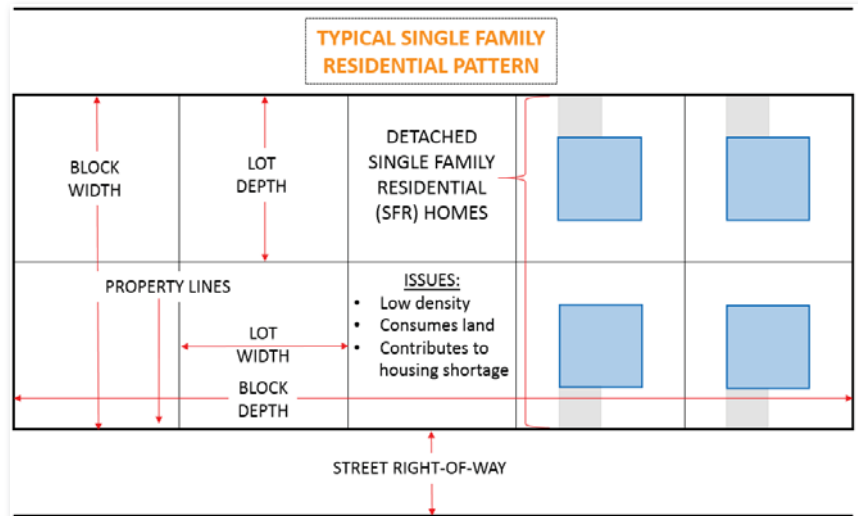 TYPICAL SINGLE FAMILY
RESIDENTIAL PATTERN
BLOCK
WIDTH
LOT
DEPTH
DETACHED
SINGLE FAMILY
RESIDENTIAL
(SFR) HOMES
PROPERTY LINES
LOT
WIDTH
ISSUES:
• Low density
• Consumes land
• Contributes to
housing shortage
BLOCK
DEPTH
STREET RIGHT-OF-WAY